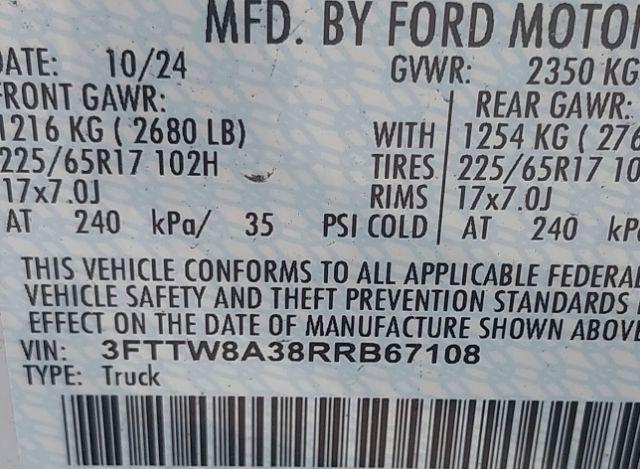 MFD. BY FORD MOTO
DATE: 10/24 GVWR: 2350 KG
FRONT GAWR: REAR GAWR:
1216 KG ( 2680 LB) WITH 1254 KG ( 276
225/65R17 102H TIRES 225/65R17 10
17x7.0J RIMS 17x7.0J
AT 240 kPa/ 35 PSI COLD AT 240 kP
THIS VEHICLE CONFORMS TO ALL APPLICABLE FEDERA
VEHICLE SAFETY AND THEFT PREVENTION STANDARDS
EFFECT ON THE DATE OF MANUFACTURE SHOWN ABOVE
VIN: 3FTTW8A38RRB67108
TYPE: Truck